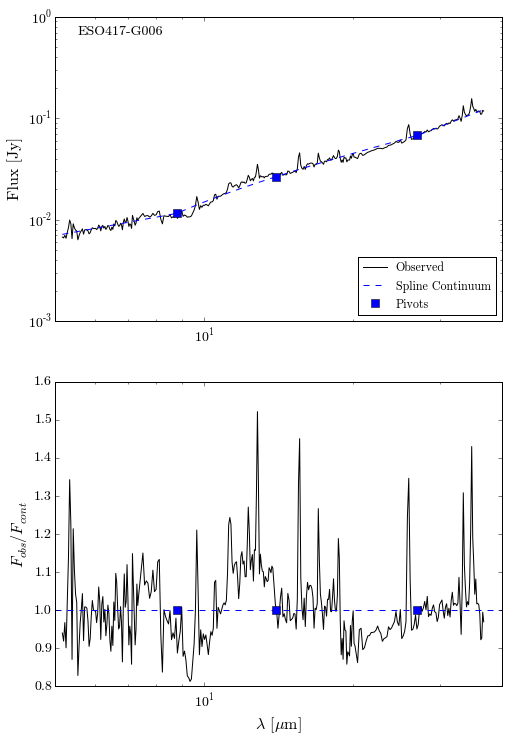 10^0
ESO417-G006
10^-1
Flux [Jy]
10^-2
Observed
Spline Continuum
Pivots
10^-3
10^1
1.6
1.5
1.4
1.3
1.2
F_obs/F_cont
1.1
1.0
0.9
0.8
10^1
λ [μm]